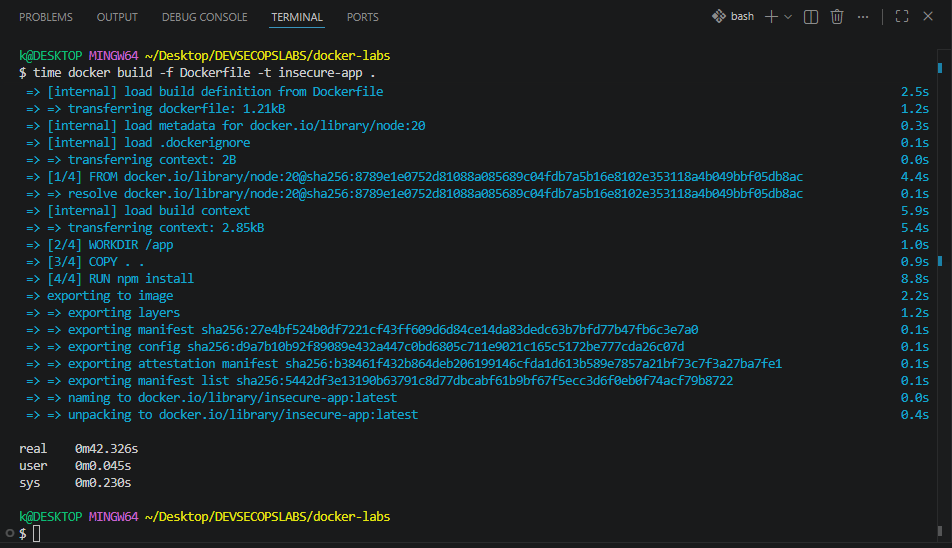 PROBLEMS OUTPUT DEBUG CONSOLE TERMINAL PORTS bash
k@DESKTOP MINGW64 ~/Desktop/DEVSECOPSLABS/docker-labs
$ time docker build -f Dockerfile -t insecure-app .
=> [internal] load build definition from Dockerfile 2.5s
=> => transferring dockerfile: 1.21kB 1.2s
=> [internal] load metadata for docker.io/library/node:20 0.3s
=> [internal] load .dockerignore 0.1s
=> => transferring context: 2B 0.0s
=> [1/4] FROM docker.io/library/node:20@sha256:8789e1e0752d81088a085689c04fdb7a5b16e8102e353118a4b049bbf05db8ac 4.4s
=> => resolve docker.io/library/node:20@sha256:8789e1e0752d81088a085689c04fdb7a5b16e8102e353118a4b049bbf05db8ac 0.1s
=> [internal] load build context 5.9s
=> => transferring context: 2.85kB 5.4s
=> [2/4] WORKDIR /app 1.0s
=> [3/4] COPY . . 0.9s
=> [4/4] RUN npm install 8.8s
=> exporting to image 2.2s
=> => exporting layers 1.2s
=> => exporting manifest sha256:27e4bf524b0df7221cf43ff609d6d84ce14da83dedc63b7bfd77b47fb6c3e7a0 0.1s
=> => exporting config sha256:d9a7b10b92f89089e432a447c0bd6805c711e9021c165c5172be777cda26c07d 0.1s
=> => exporting attestation manifest sha256:b38461f432b864deb206199146cfda1d613b589e7857a21bf73c7f3a27ba7fe1 0.1s
=> => exporting manifest list sha256:5442df3e13190b63791c8d77dbcabf61b9bf67f5ecc3d6f0eb0f74acf79b8722 0.1s
=> => naming to docker.io/library/insecure-app:latest 0.0s
=> => unpacking to docker.io/library/insecure-app:latest 0.4s
real 0m42.326s
user 0m0.045s
sys 0m0.230s
k@DESKTOP MINGW64 ~/Desktop/DEVSECOPSLABS/docker-labs
$